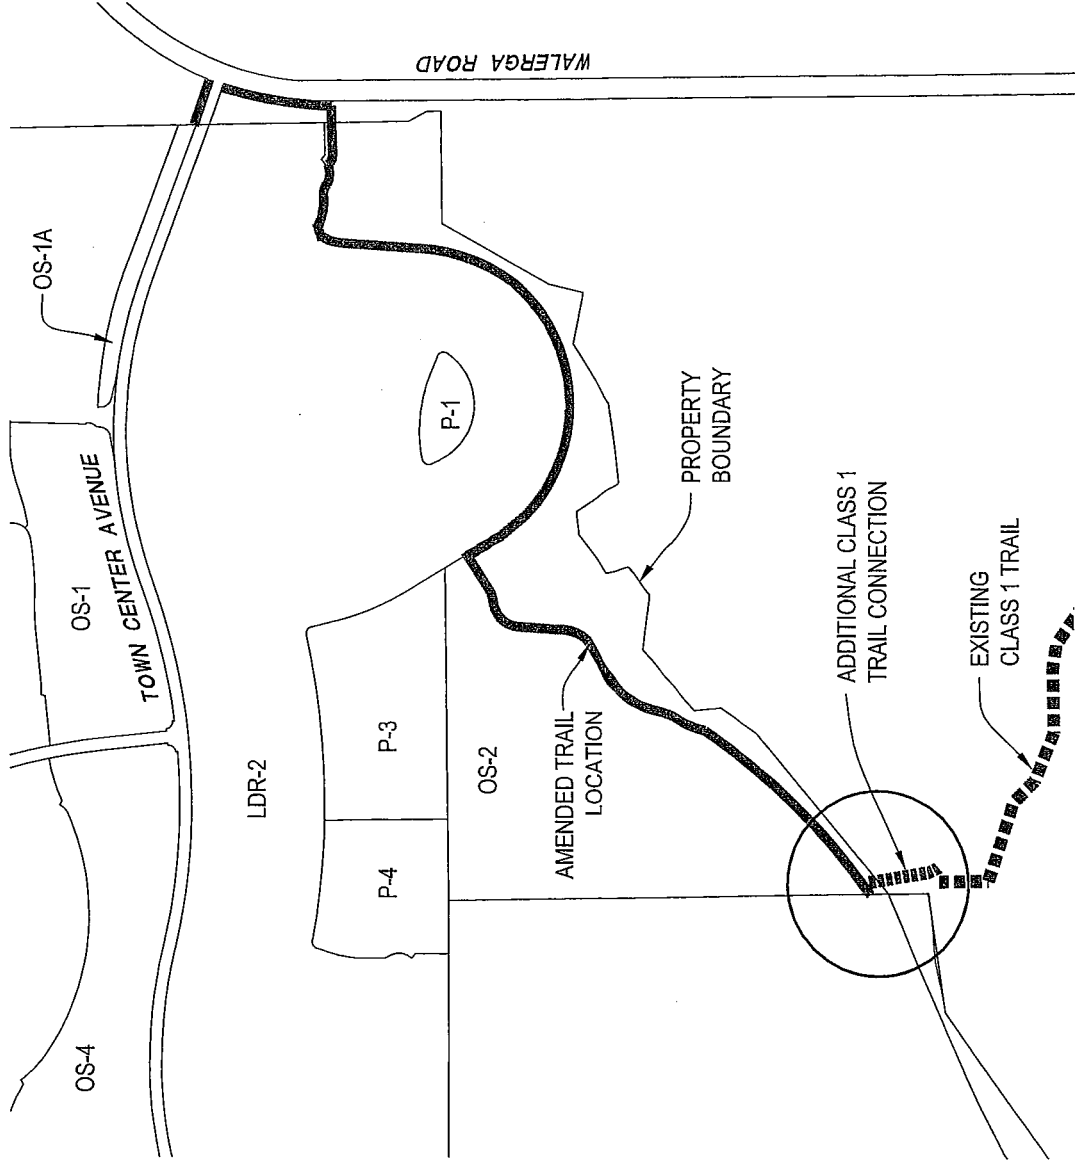 WALERGA ROAD
OS-1A
TOWN CENTER AVENUE
OS-1
P-1
PROPERTY
BOUNDARY
ADDITIONAL CLASS 1
TRAIL CONNECTION
EXISTING
CLASS 1 TRAIL
AMENDED TRAIL
LOCATION
OS-2
P-3
P-4
LDR-2
OS-4